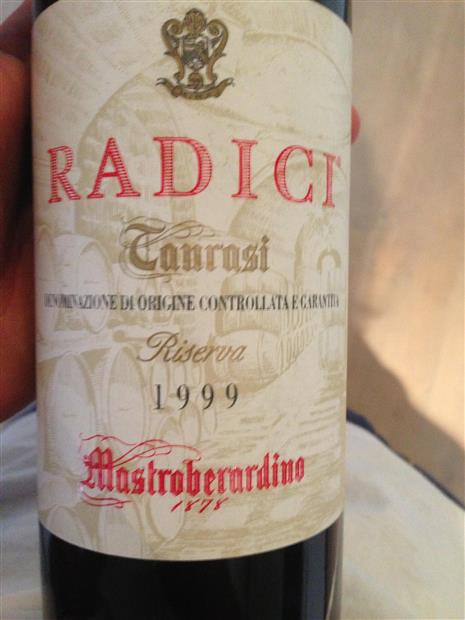 RADICI
Taurasi
DENOMINAZIONE DI ORIGINE CONTROLLATA E GARANTITA
Riserva
1999
Mastroberardino
1878